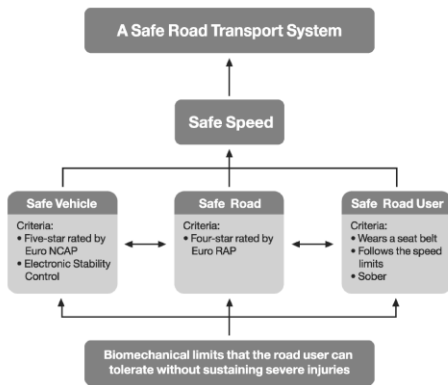 A Safe Road Transport System
Safe Speed
Safe Vehicle
Criteria:
• Five-star rated by
Euro NCAP
• Electronic Stability
Control
Safe Road
Criteria:
• Four-star rated by
Euro RAP
Safe Road User
Criteria:
• Wears a seat belt
• Follows the speed
limits
• Sober
Biomechanical limits that the road user can
tolerate without sustaining severe injuries